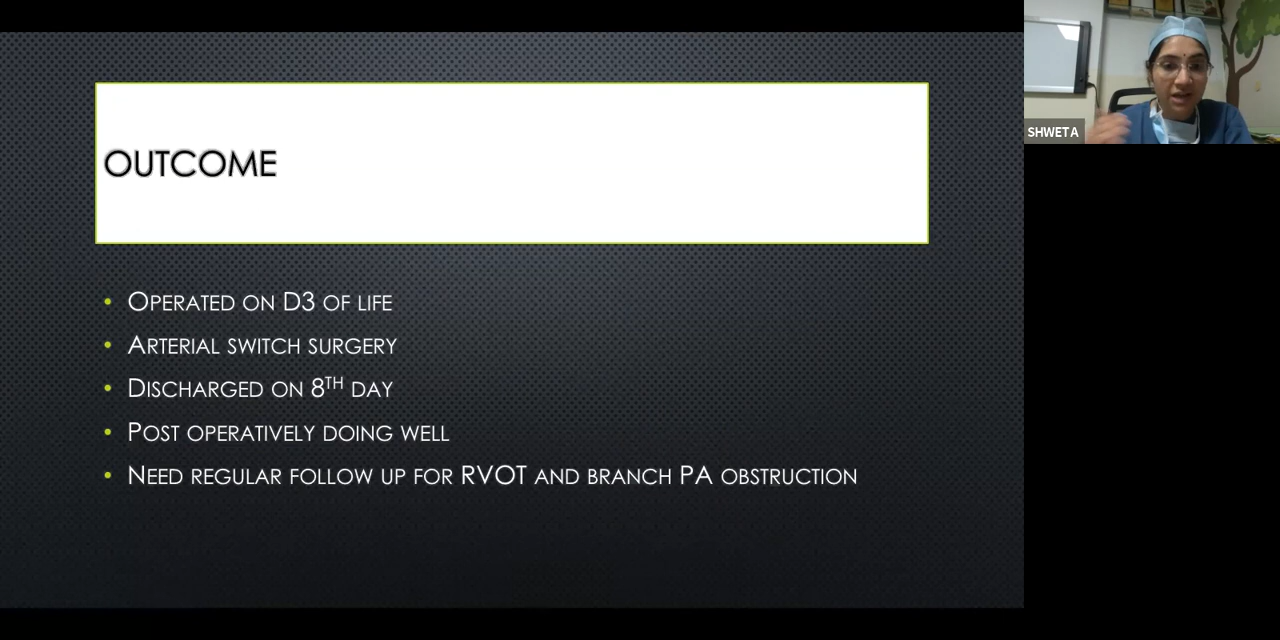 OUTCOME
• OPERATED ON D3 OF LIFE
• ARTERIAL SWITCH SURGERY
• DISCHARGED ON 8TH DAY
• POST OPERATIVELY DOING WELL
• NEED REGULAR FOLLOW UP FOR RVOT AND BRANCH PA OBSTRUCTION
SHWETA